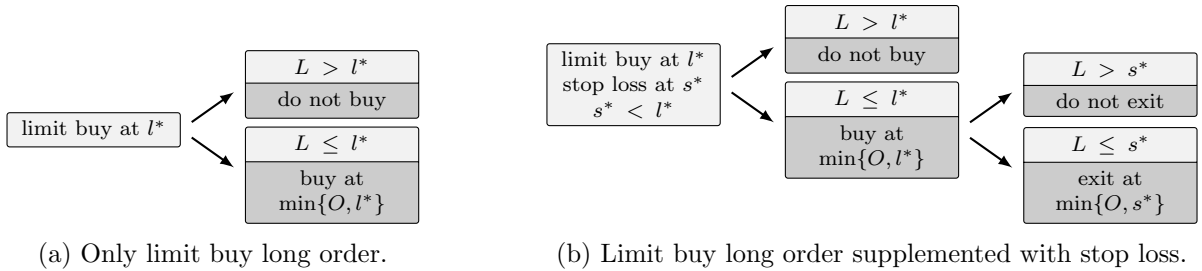 limit buy at l*
L > l*
do not buy
L ≤ l*
buy at
min{O, l*}
(a) Only limit buy long order.
limit buy at l*
stop loss at s*
s* < l*
L > l*
do not buy
L ≤ l*
buy at
min{O, l*}
L > s*
do not exit
L ≤ s*
exit at
min{O, s*}
(b) Limit buy long order supplemented with stop loss.